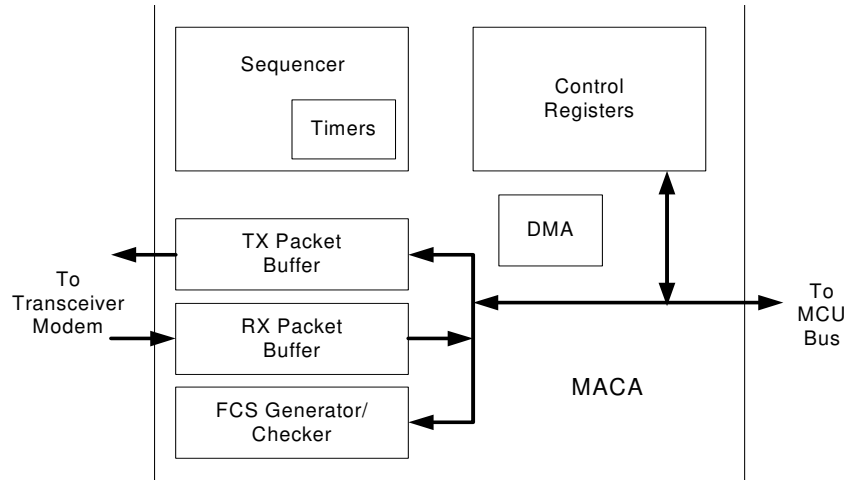 Sequencer
Timers
Control
Registers
DMA
TX Packet
Buffer
To
Transceiver
Modem
RX Packet
Buffer
To
MCU
Bus
FCS Generator/
Checker
MACA